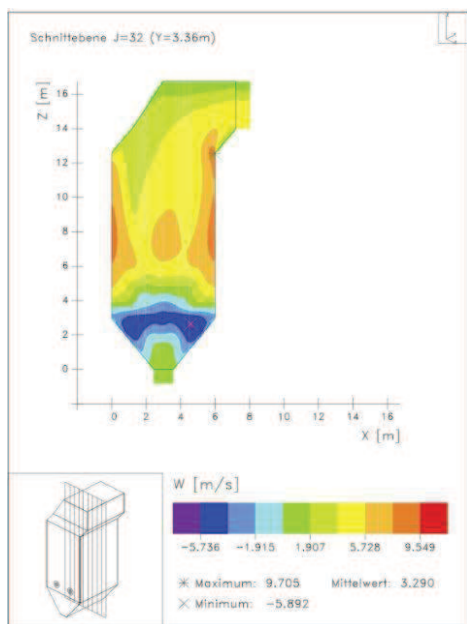 Schnittebene J=32 (Y=3.36m)
Z [m]
16
14
12
10
8
6
4
2
0
0 2 4 6 8 10 12 14 16
X [m]
W [m/s]
-5.736 -1.915 1.907 5.728 9.549
✳ Maximum: 9.705 Mittelwert: 3.290
× Minimum: -5.892